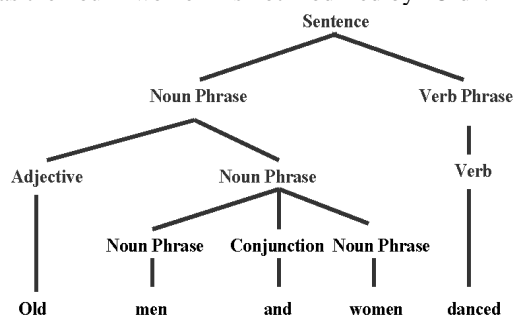 Sentence
Noun Phrase Verb Phrase
Adjective Noun Phrase Verb
Noun Phrase Conjunction Noun Phrase
Old men and women danced